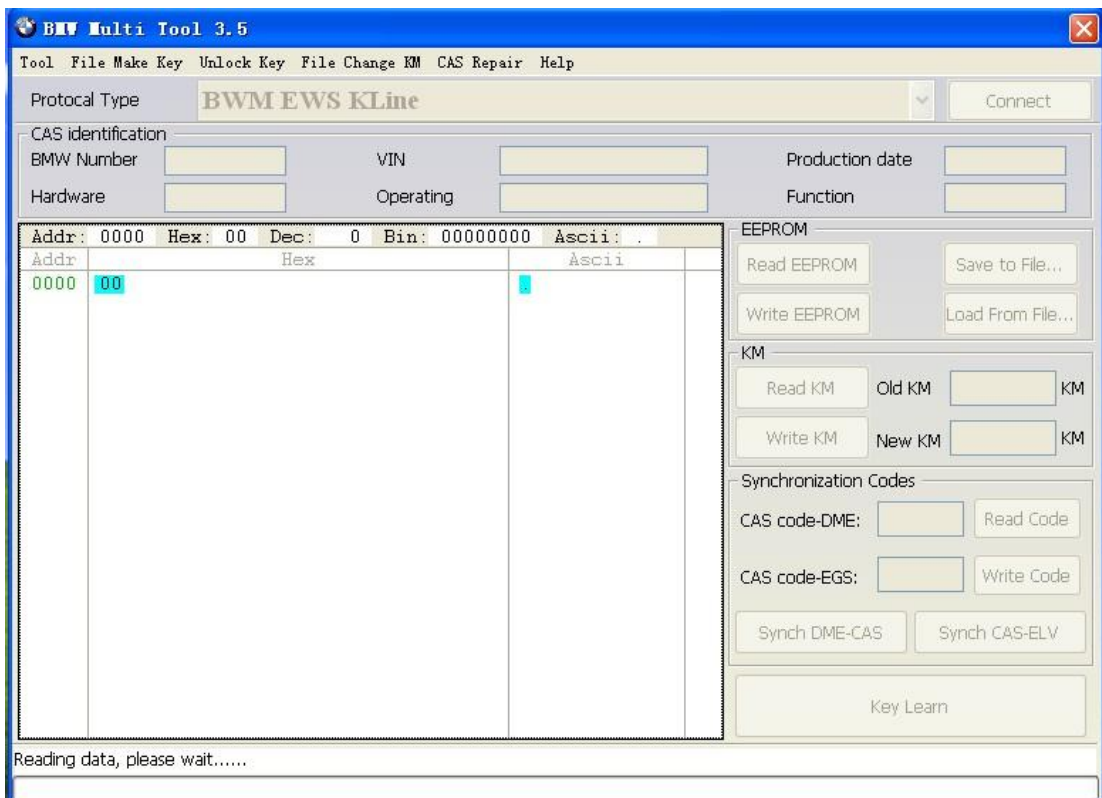 BMW Multi Tool 3.5
Tool File Make Key Unlock Key File Change KM CAS Repair Help
Protocal Type BWM EWS KLine Connect
CAS identification
BMW Number VIN Production date
Hardware Operating Function
Addr: 0000 Hex: 00 Dec: 0 Bin: 00000000 Ascii: .
Addr Hex Ascii
0000 00 .
EEPROM
Read EEPROM Save to File...
Write EEPROM Load From File...
KM
Read KM Old KM KM
Write KM New KM KM
Synchronization Codes
CAS code-DME: Read Code
CAS code-EGS: Write Code
Synch DME-CAS Synch CAS-ELV
Key Learn
Reading data, please wait......